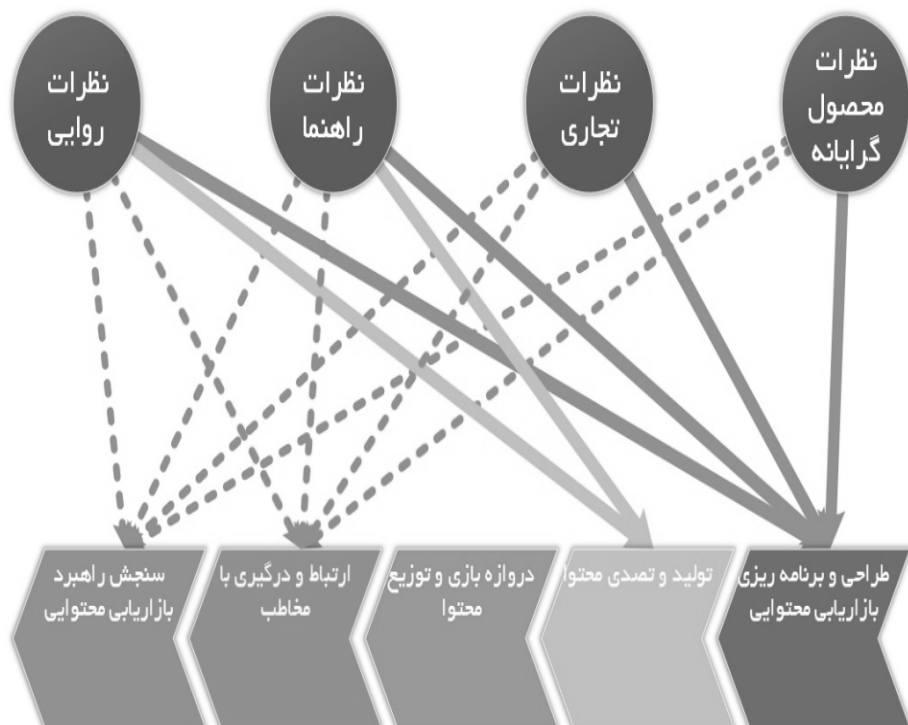 نظرات
محصول
گرایانه
نظرات
تجاری
نظرات
راهنما
نظرات
روایی
طراحی و برنامه ریزی
بازاریابی محتوایی
تولید و تصدی محتوا
دروازه بازی و توزیع
محتوا
ارتباط و درگیری با
مخاطب
سنجش راهبرد
بازاریابی محتوایی